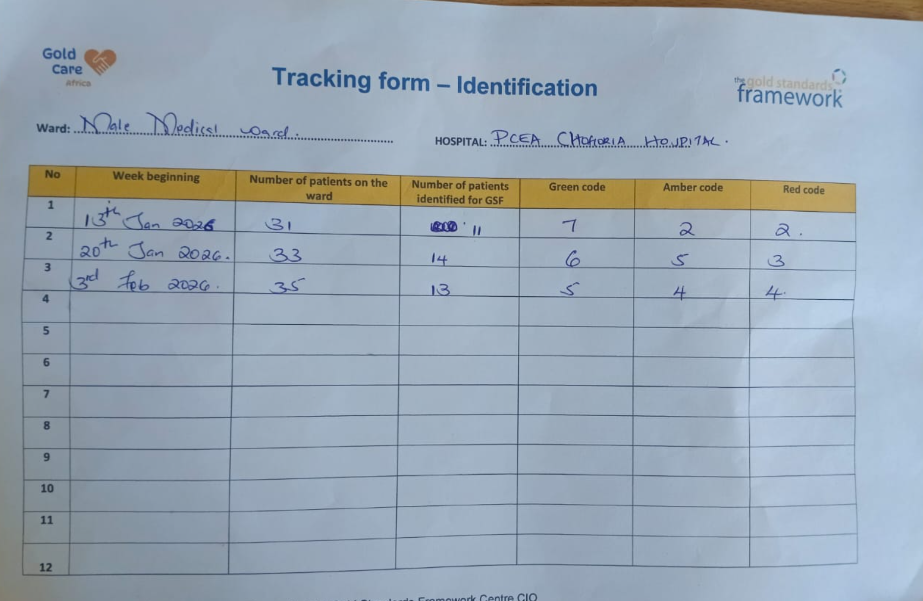 Gold
Care
Africa
Tracking form – Identification
the gold standards
framework
Ward: Male Medical ward.
HOSPITAL: PCEA CHOGORIA HOSPITAL.
No Week beginning Number of patients on the ward Number of patients identified for GSF Green code Amber code Red code
1 13th Jan 2026 31 11 7 2 2.
2 20th Jan 2026. 33 14 6 5 3
3 3rd Feb 2026. 35 13 5 4 4.
4
5
6
7
8
9
10
11
12
Standards Framework Centre CIO